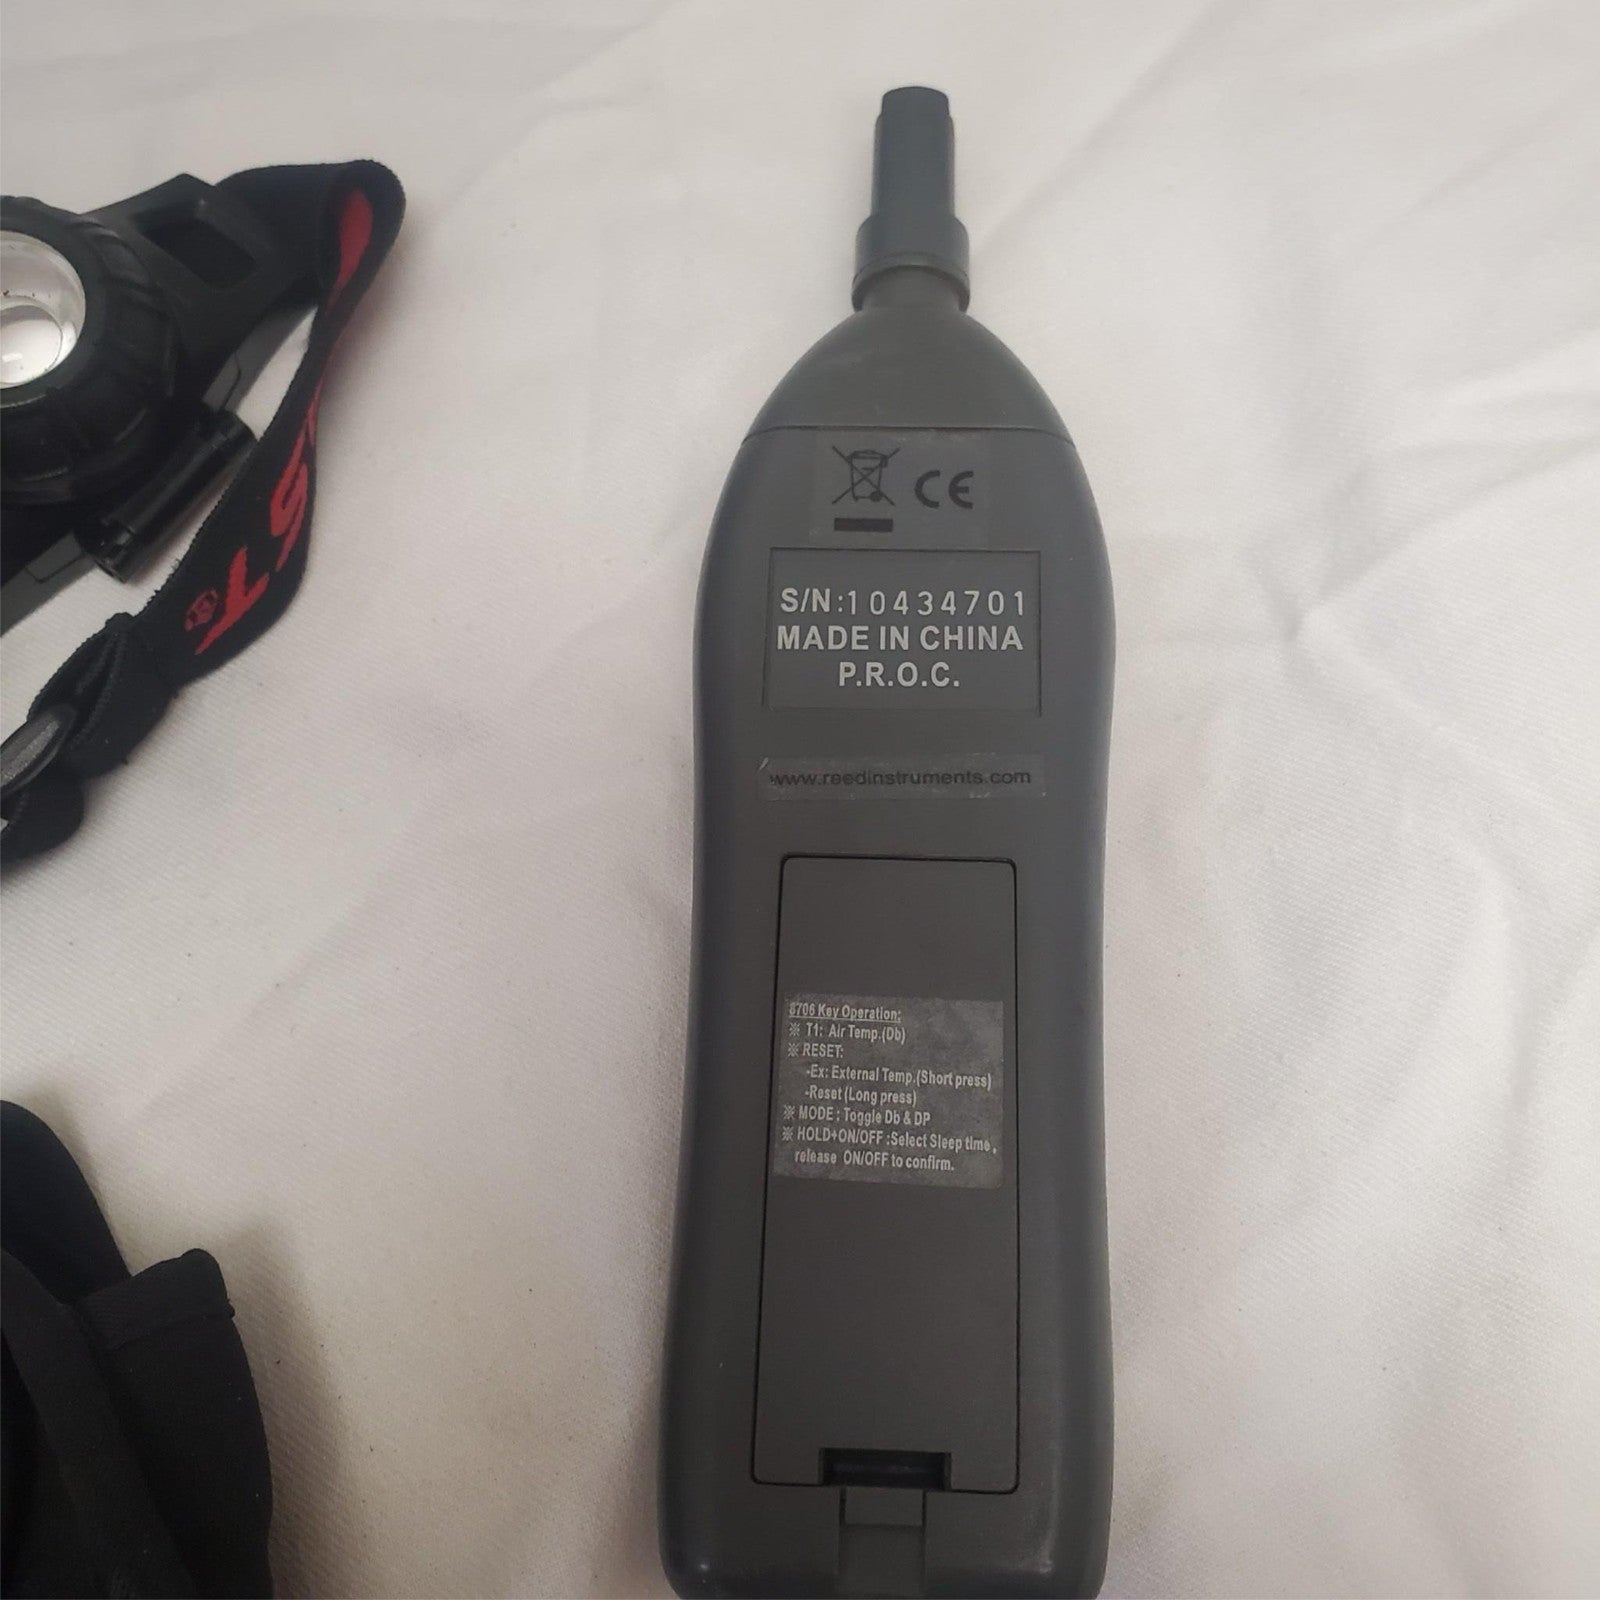 CE
S/N:10434701
MADE IN CHINA
P.R.O.C.
www.reedinstruments.com
8706 Key Operation:
※ T1: Air Temp.(Db)
※ RESET:
-Ex: External Temp.(Short press)
-Reset (Long press)
※ MODE : Toggle Db & DP
※ HOLD+ON/OFF :Select Sleep time,
release ON/OFF to confirm.